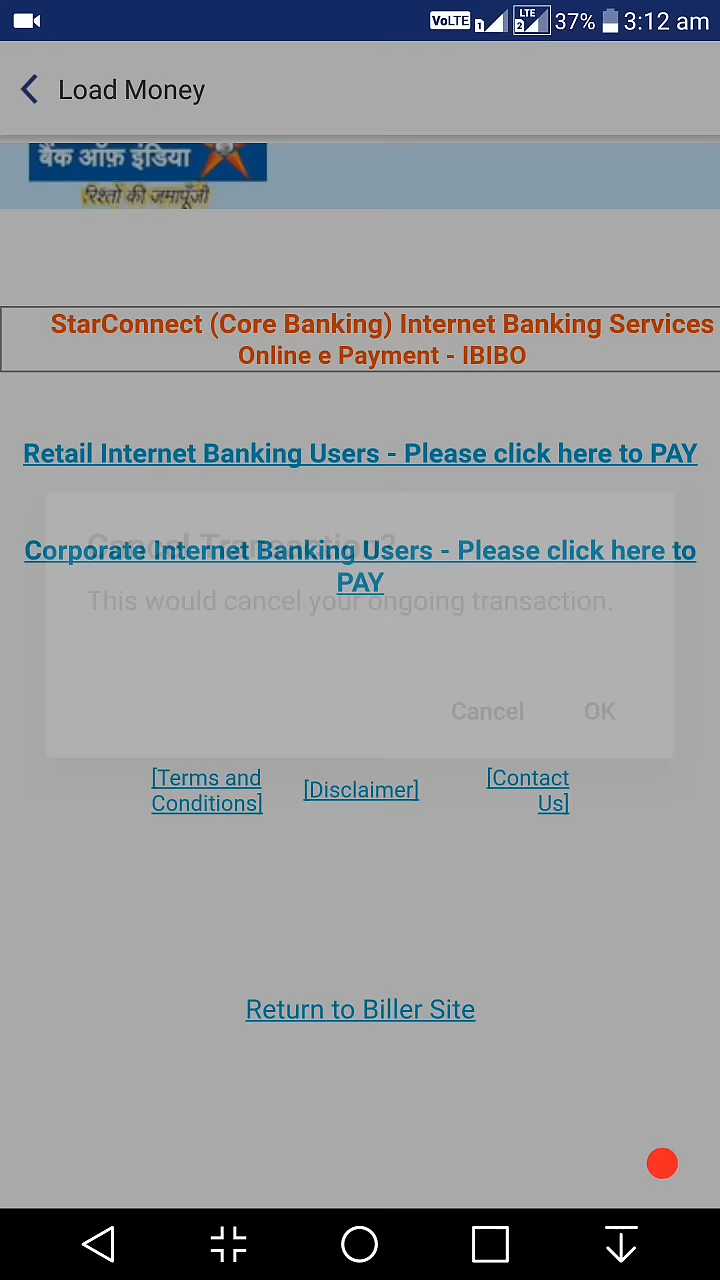 VoLTE 1 LTE 2 37% 3:12 am
Load Money
बैंक ऑफ़ इंडिया
रिश्तों की जमापूँजी
StarConnect (Core Banking) Internet Banking Services
Online e Payment - IBIBO
Retail Internet Banking Users - Please click here to PAY
Cancel Transaction?
Corporate Internet Banking Users - Please click here to
PAY
This would cancel your ongoing transaction.
Cancel OK
[Terms and
Conditions]
[Disclaimer]
[Contact
Us]
Return to Biller Site